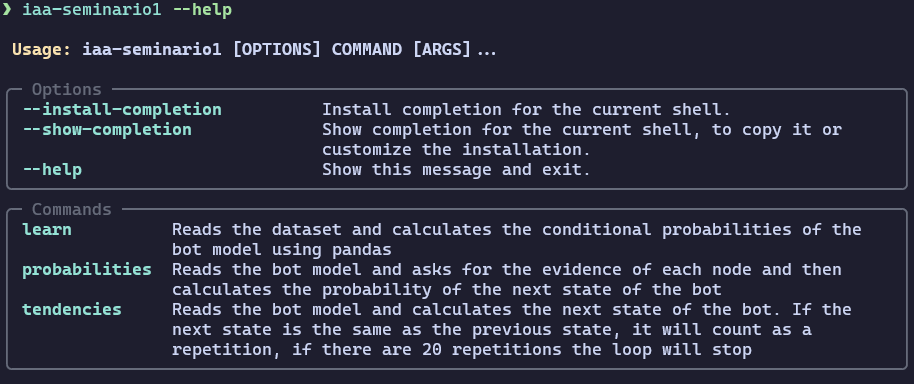 ❯ iaa-seminario1 --help
Usage: iaa-seminario1 [OPTIONS] COMMAND [ARGS]...
Options
--install-completion Install completion for the current shell.
--show-completion Show completion for the current shell, to copy it or
customize the installation.
--help Show this message and exit.
Commands
learn Reads the dataset and calculates the conditional probabilities of the
bot model using pandas
probabilities Reads the bot model and asks for the evidence of each node and then
calculates the probability of the next state of the bot
tendencies Reads the bot model and calculates the next state of the bot. If the
next state is the same as the previous state, it will count as a
repetition, if there are 20 repetitions the loop will stop